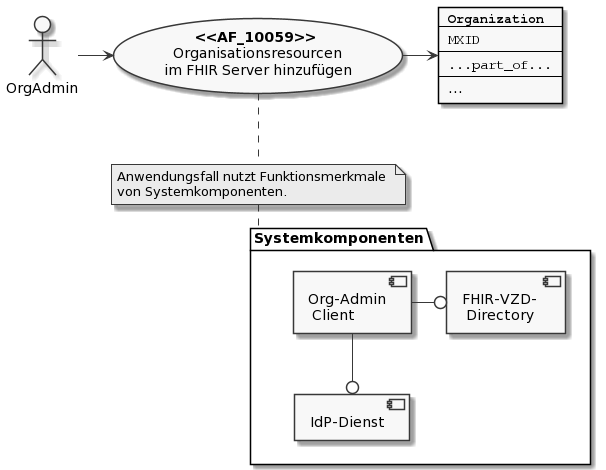 OrgAdmin
<<AF_10059>>
Organisationsresourcen
im FHIR Server hinzufügen
Organization
MXID
...part_of...
...
Anwendungsfall nutzt Funktionsmerkmale
von Systemkomponenten.
Systemkomponenten
Org-Admin
Client
FHIR-VZD-
Directory
IdP-Dienst